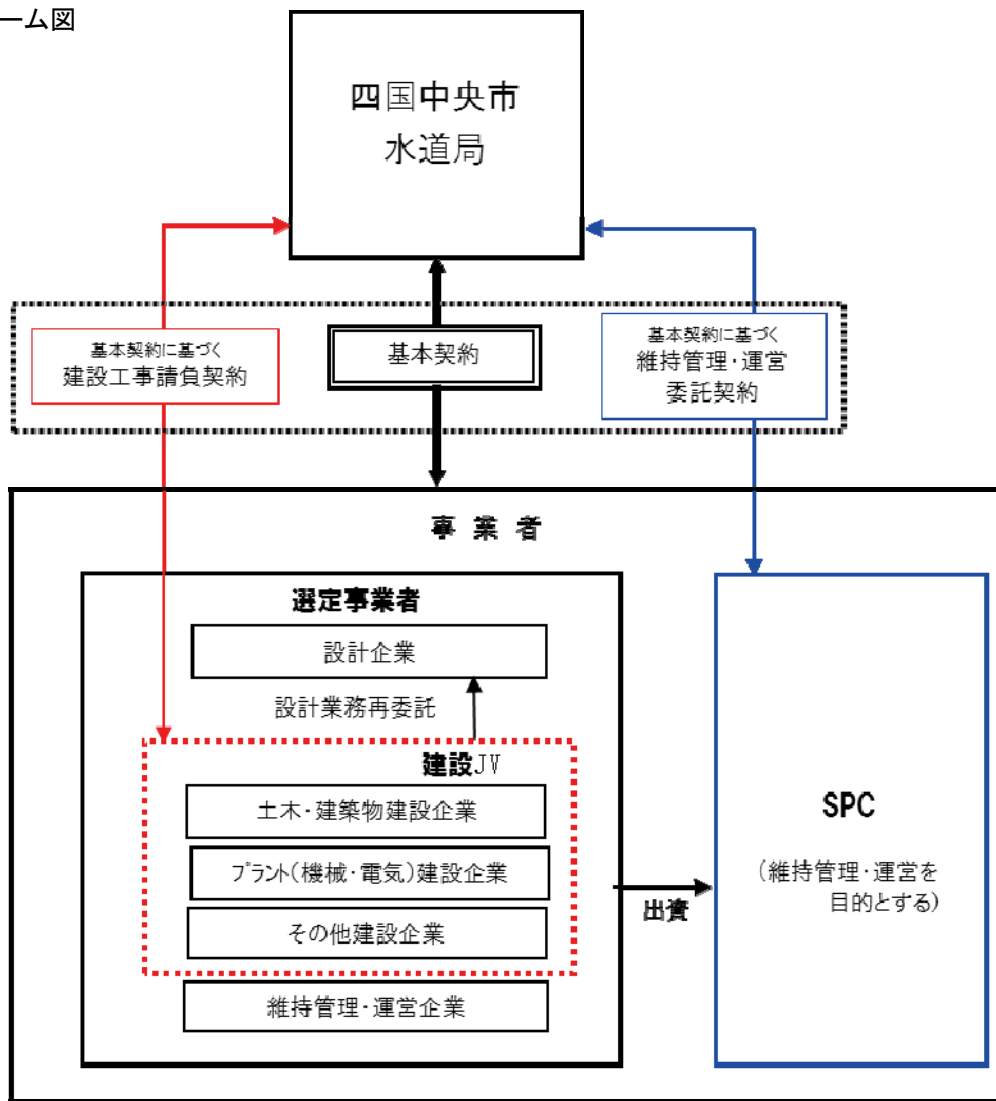 ーム図
四国中央市
水道局
基本契約に基づく
建設工事請負契約
基本契約
基本契約に基づく
維持管理・運営
委託契約
事 業 者
選定事業者
設計企業
設計業務再委託
建設JV
土木・建築物建設企業
プラント(機械・電気)建設企業
その他建設企業
維持管理・運営企業
出資
SPC
(維持管理・運営を
目的とする)